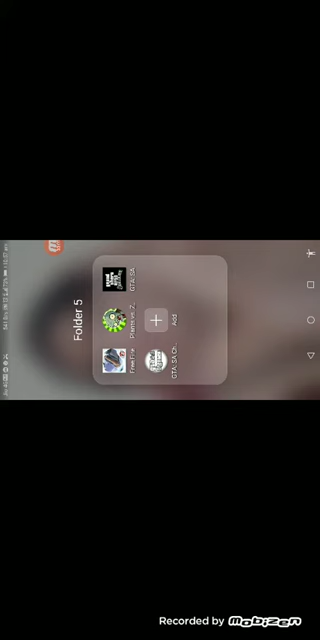 Folder 5
Free Fire
Plants vs. Z...
GTA: SA
GTA: SA Ch...
Add
Recorded by MOBIZEN